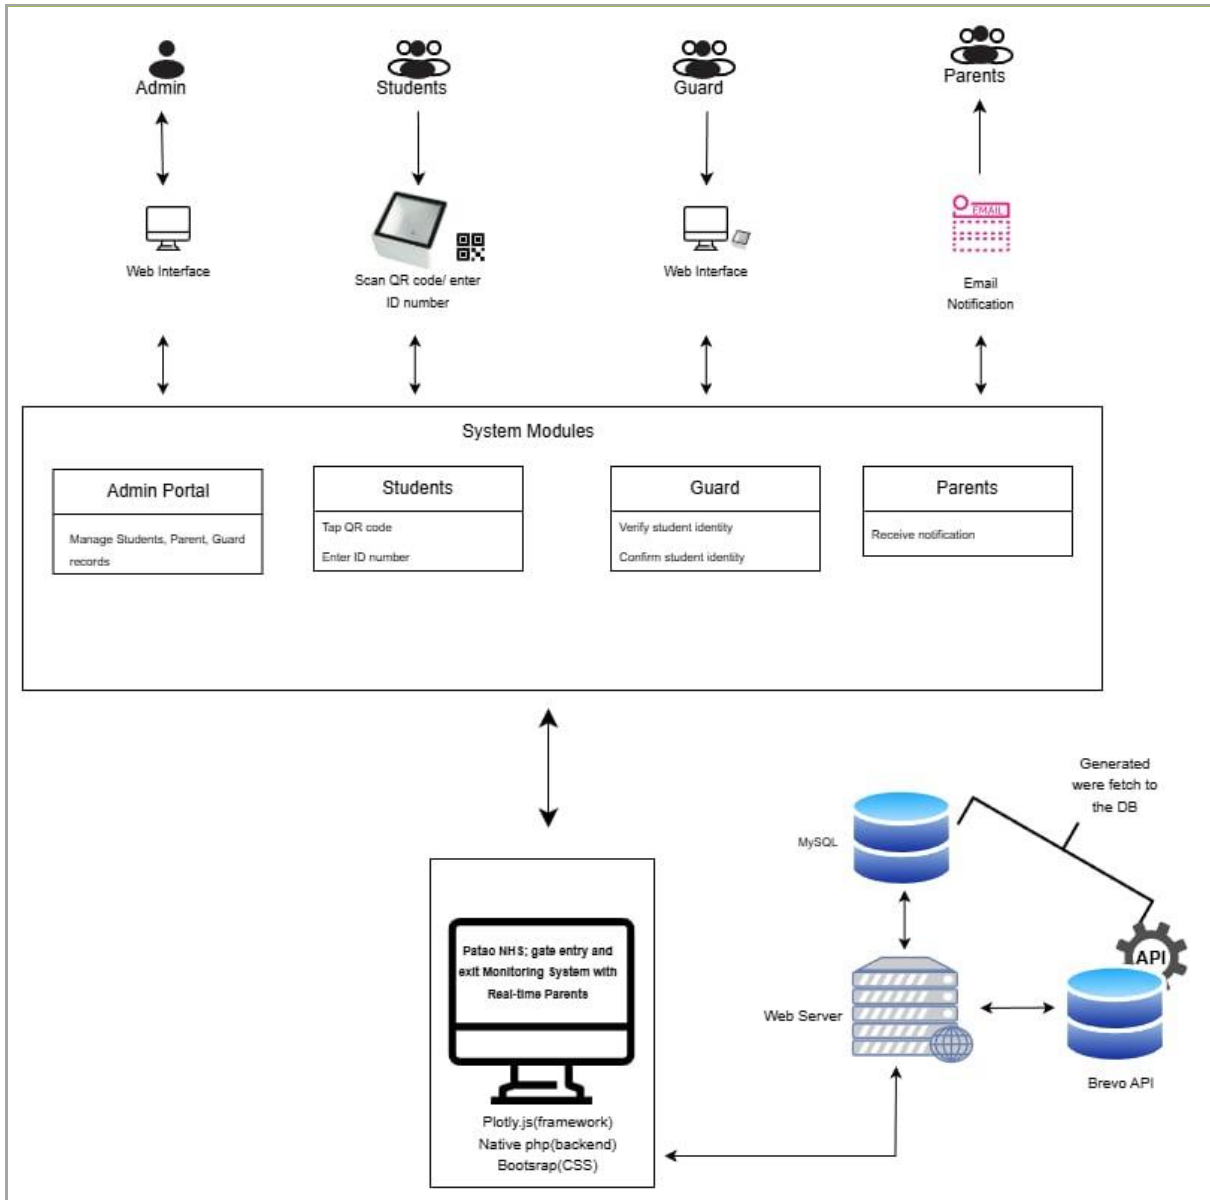 Admin
Students
Guard
Parents
EMAIL
Web Interface
Scan QR code/ enter
ID number
Web Interface
Email
Notification
System Modules
Admin Portal
Manage Students, Parent, Guard
records
Students
Tap QR code
Enter ID number
Guard
Verify student identity
Confirm student identity
Parents
Receive notification
Generated
were fetch to
the DB
MySQL
API
Patao NHS; gate entry and
exit Monitoring System with
Real-time Parents
Web Server
Brevo API
Plotly.js(framework)
Native php(backend)
Bootsrap(CSS)